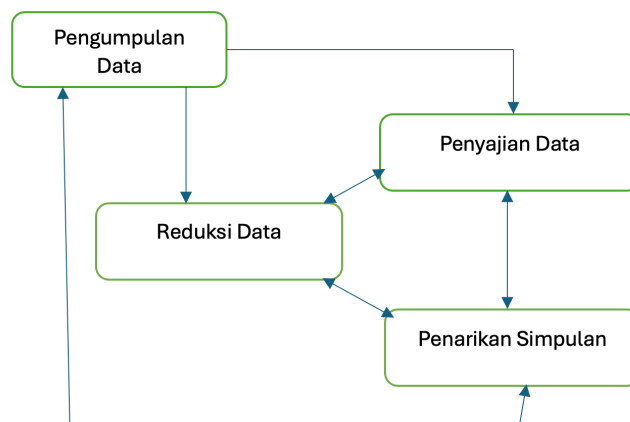 Pengumpulan
Data
Penyajian Data
Reduksi Data
Penarikan Simpulan